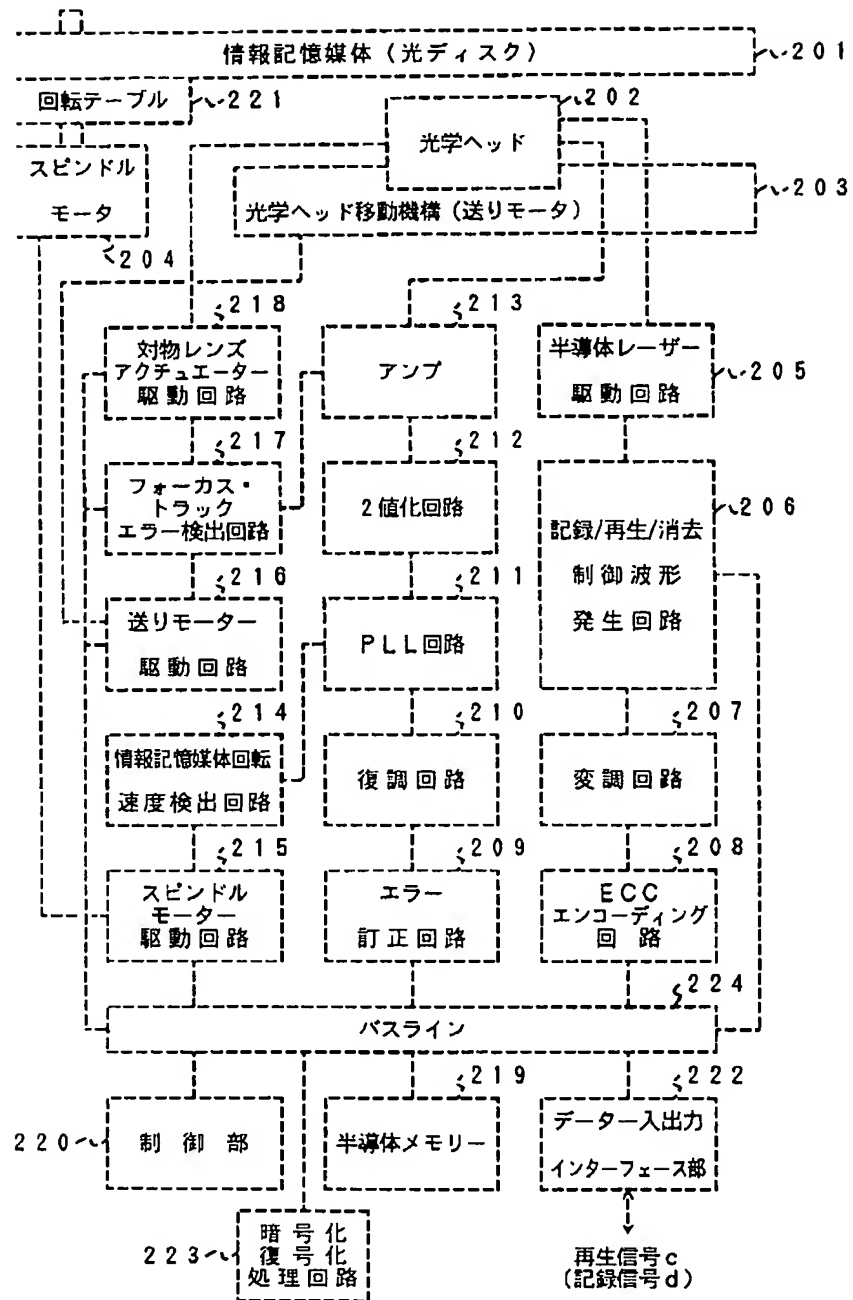 情報記憶媒体(光ディスク)
201
回転テーブル
221
202
光学ヘッド
スピンドル
モータ
203
光学ヘッド移動機構(送りモータ)
204
218
213
対物レンズ
アクチュエーター
駆動回路
アンプ
半導体レーザー
駆動回路
205
217
212
フォーカス・
トラック
エラー検出回路
2値化回路
記録/再生/消去
制御波形
発生回路
206
216
211
送りモーター
駆動回路
PLL回路
214
210
207
情報記憶媒体回転
速度検出回路
復調回路
変調回路
215
209
208
スピンドル
モーター
駆動回路
エラー
訂正回路
ECC
エンコーディング
回路
224
バスライン
219
222
220
制御部
半導体メモリー
データー入出力
インターフェース部
223
暗号化
復号化
処理回路
再生信号c
(記録信号d)